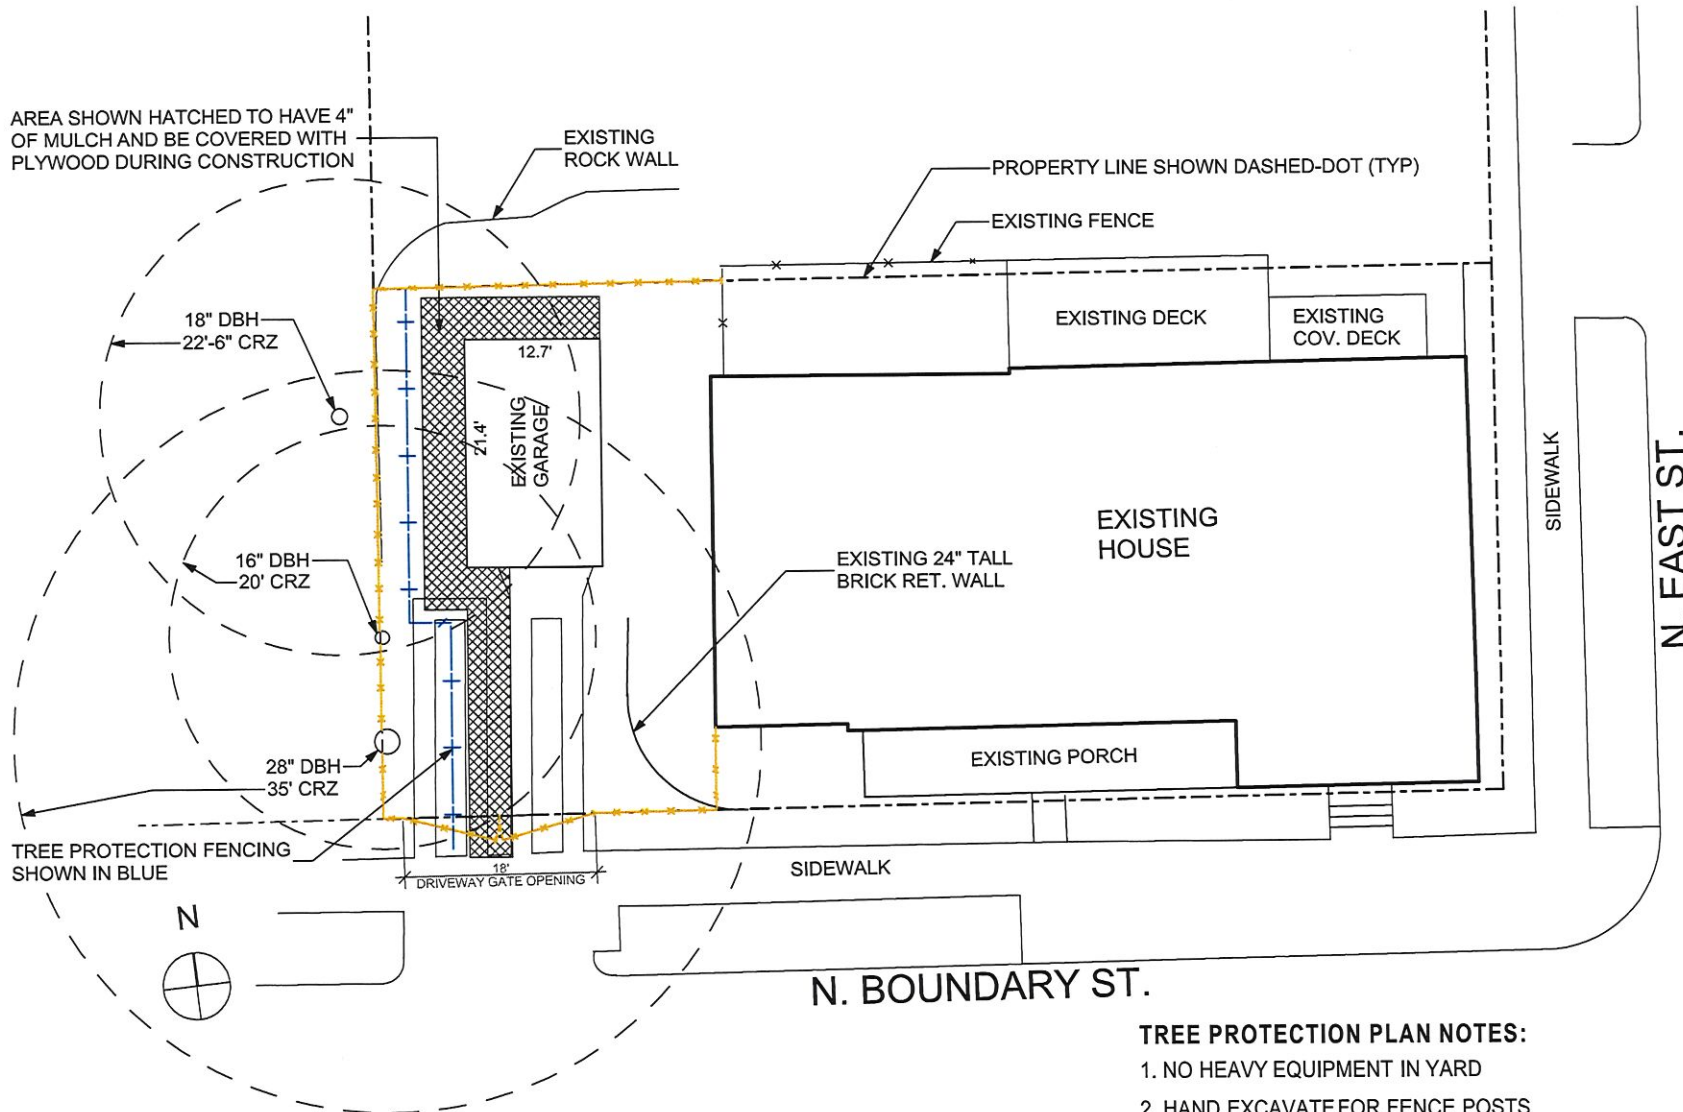 AREA SHOWN HATCHED TO HAVE 4"
OF MULCH AND BE COVERED WITH
PLYWOOD DURING CONSTRUCTION
EXISTING
ROCK WALL
PROPERTY LINE SHOWN DASHED-DOT (TYP)
EXISTING FENCE
18" DBH
22'-6" CRZ
12.7'
21.4'
EXISTING
GARAGE
EXISTING DECK
EXISTING
COV. DECK
EXISTING
HOUSE
SIDEWALK
N. EAST ST.
16" DBH
20' CRZ
EXISTING 24" TALL
BRICK RET. WALL
28" DBH
35' CRZ
EXISTING PORCH
TREE PROTECTION FENCING
SHOWN IN BLUE
18'
DRIVEWAY GATE OPENING
SIDEWALK
N
N. BOUNDARY ST.
TREE PROTECTION PLAN NOTES:
1. NO HEAVY EQUIPMENT IN YARD
2. HAND EXCAVATE FOR FENCE POSTS